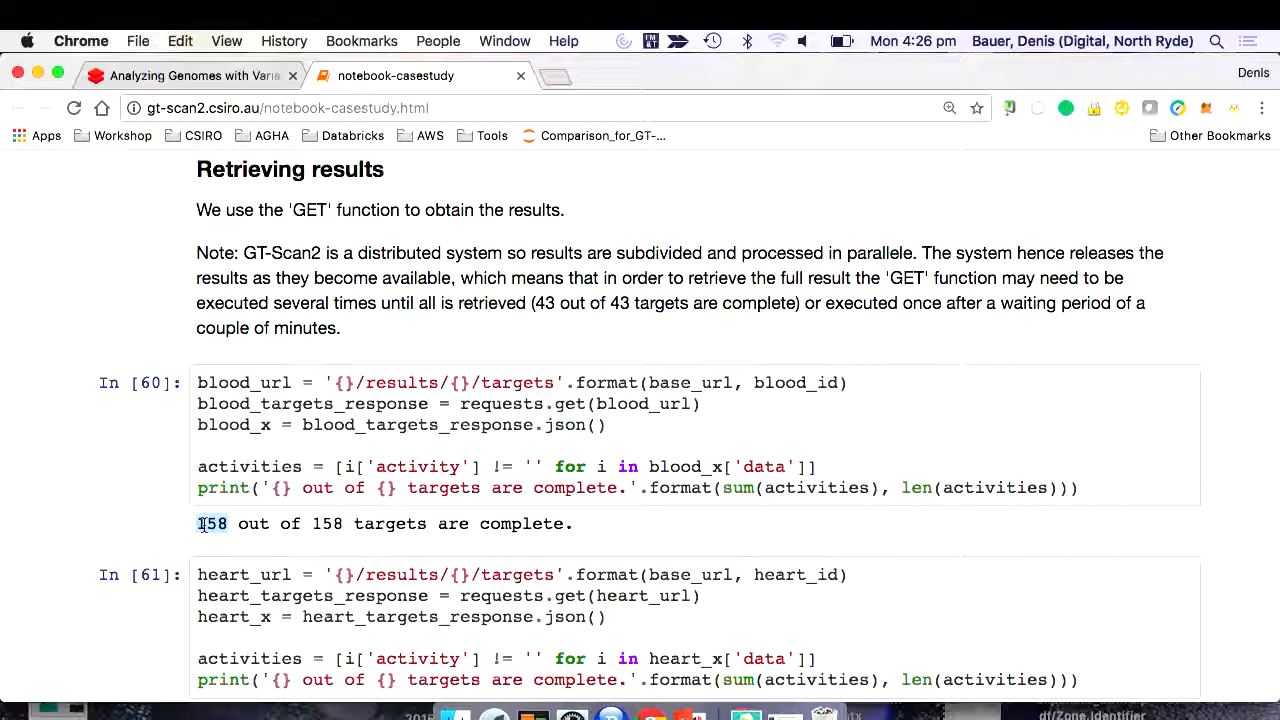 Chrome File Edit View History Bookmarks People Window Help Mon 4:26 pm Bauer, Denis (Digital, North Ryde)
Analyzing Genomes with Varia
notebook-casestudy
Denis
gt-scan2.csiro.au/notebook-casestudy.html
Apps Workshop CSIRO AGHA Databricks AWS Tools Comparison_for_GT-... Other Bookmarks
Retrieving results
We use the 'GET' function to obtain the results.
Note: GT-Scan2 is a distributed system so results are subdivided and processed in parallele. The system hence releases the
results as they become available, which means that in order to retrieve the full result the 'GET' function may need to be
executed several times until all is retrieved (43 out of 43 targets are complete) or executed once after a waiting period of a
couple of minutes.
In [60]: blood_url = '{}/results/{}/targets'.format(base_url, blood_id)
blood_targets_response = requests.get(blood_url)
blood_x = blood_targets_response.json()
activities = [i['activity'] != '' for i in blood_x['data']]
print('{} out of {} targets are complete.'.format(sum(activities), len(activities)))
158 out of 158 targets are complete.
In [61]: heart_url = '{}/results/{}/targets'.format(base_url, heart_id)
heart_targets_response = requests.get(heart_url)
heart_x = heart_targets_response.json()
activities = [i['activity'] != '' for i in heart_x['data']]
print('{} out of {} targets are complete.'.format(sum(activities), len(activities)))